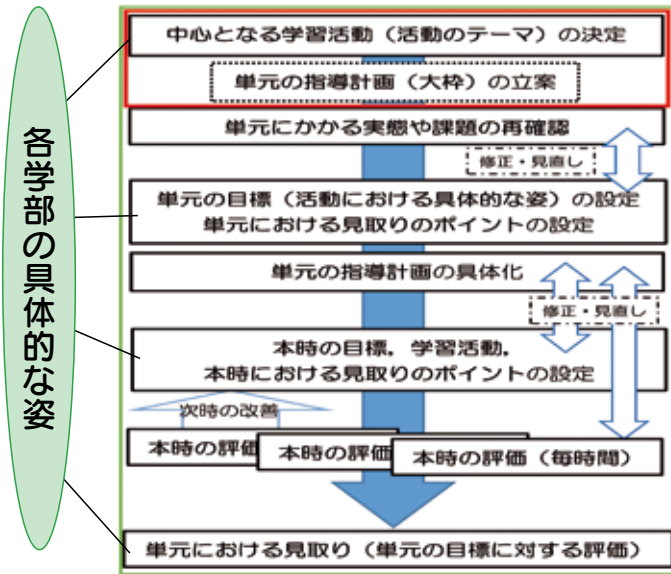 各学部の具体的な姿
中心となる学習活動（活動のテーマ）の決定
単元の指導計画（大枠）の立案
単元にかかる実態や課題の再確認
修正・見直し
単元の目標（活動における具体的な姿）の設定
単元における見取りのポイントの設定
単元の指導計画の具体化
修正・見直し
本時の目標，学習活動，
本時における見取りのポイントの設定
次時の改善
本時の評価
本時の評価
本時の評価（毎時間）
単元における見取り（単元の目標に対する評価）